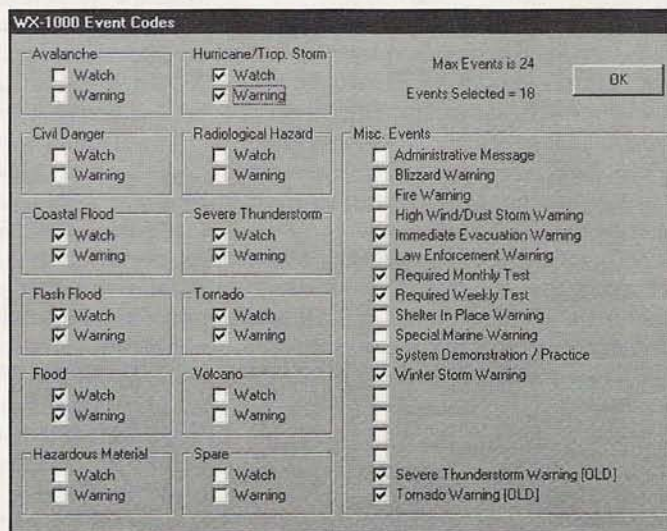 WX-1000 Event Codes
Avalanche
Watch
Warning
Hurricane/Trop. Storm
Watch
Warning
Max Events is 24
Events Selected = 18
OK
Civil Danger
Watch
Warning
Radiological Hazard
Watch
Warning
Coastal Flood
Watch
Warning
Severe Thunderstorm
Watch
Warning
Flash Flood
Watch
Warning
Tornado
Watch
Warning
Flood
Watch
Warning
Volcano
Watch
Warning
Hazardous Material
Watch
Warning
Spare
Watch
Warning
Misc. Events
Administrative Message
Blizzard Warning
Fire Warning
High Wind/Dust Storm Warning
Immediate Evacuation Warning
Law Enforcement Warning
Required Monthly Test
Required Weekly Test
Shelter In Place Warning
Special Marine Warning
System Demonstration / Practice
Winter Storm Warning
Severe Thunderstorm Warning [OLD]
Tornado Warning [OLD]